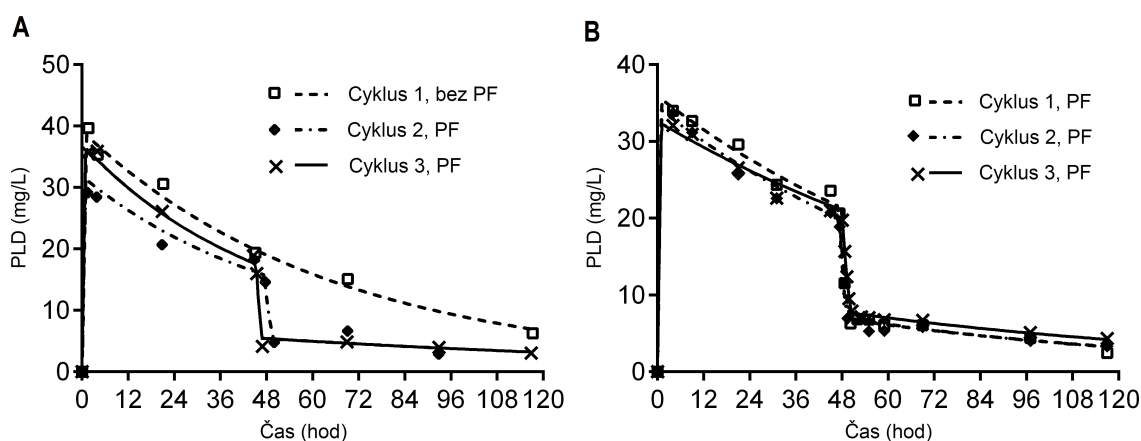 A
PLD (mg/L)
50
40
30
20
10
0
Cyklus 1, bez PF
Cyklus 2, PF
Cyklus 3, PF
0 12 24 36 48 60 72 84 96 108 120
Čas (hod)
B
PLD (mg/L)
40
30
20
10
0
Cyklus 1, PF
Cyklus 2, PF
Cyklus 3, PF
0 12 24 36 48 60 72 84 96 108 120
Čas (hod)